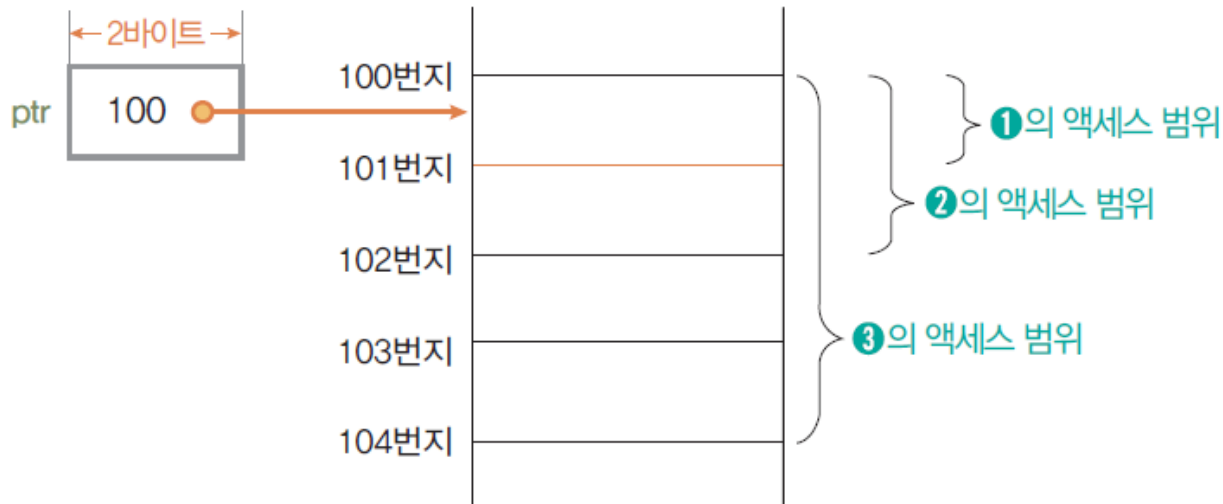 2바이트
ptr 100
100번지
101번지
102번지
103번지
104번지
❶의 액세스 범위
❷의 액세스 범위
❸의 액세스 범위